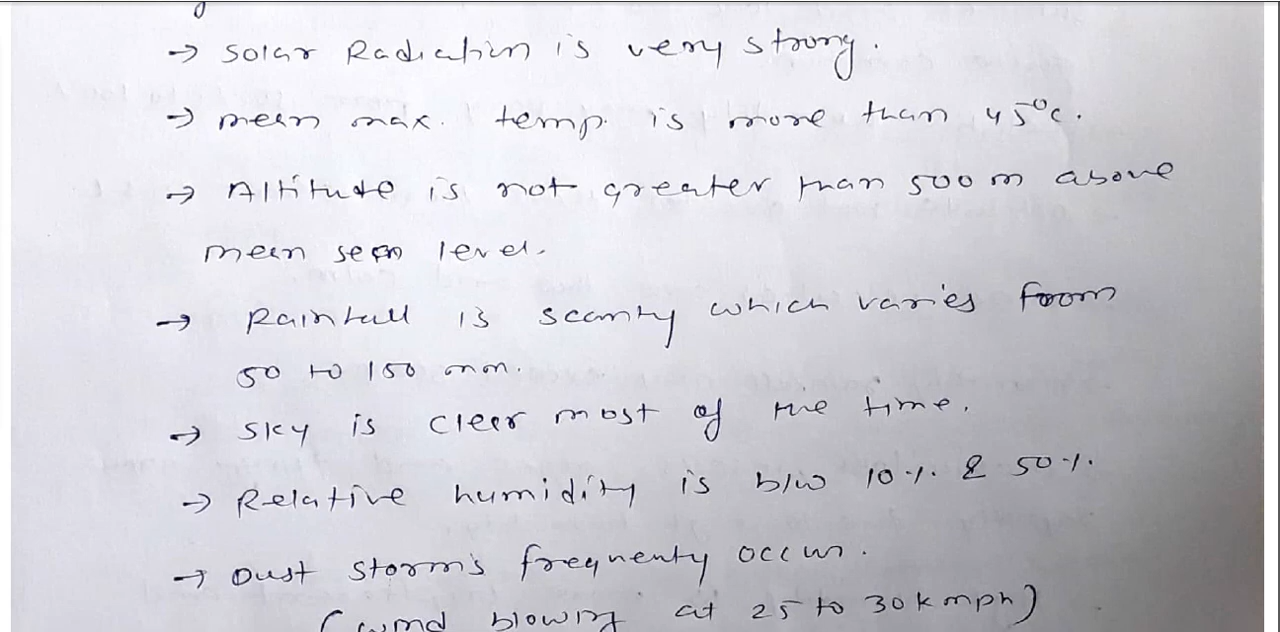 → Solar Radiation is very strong.
→ mean max. temp. is more than 45°c.
→ Altitude is not greater than 500 m above
mean sea level.
→ Rainfall is scanty which varies from
50 to 150 mm.
→ Sky is clear most of the time.
→ Relative humidity is b/w 10% & 50%.
→ Dust storms frequenty occur.
(wind blowing at 25 to 30 kmph)